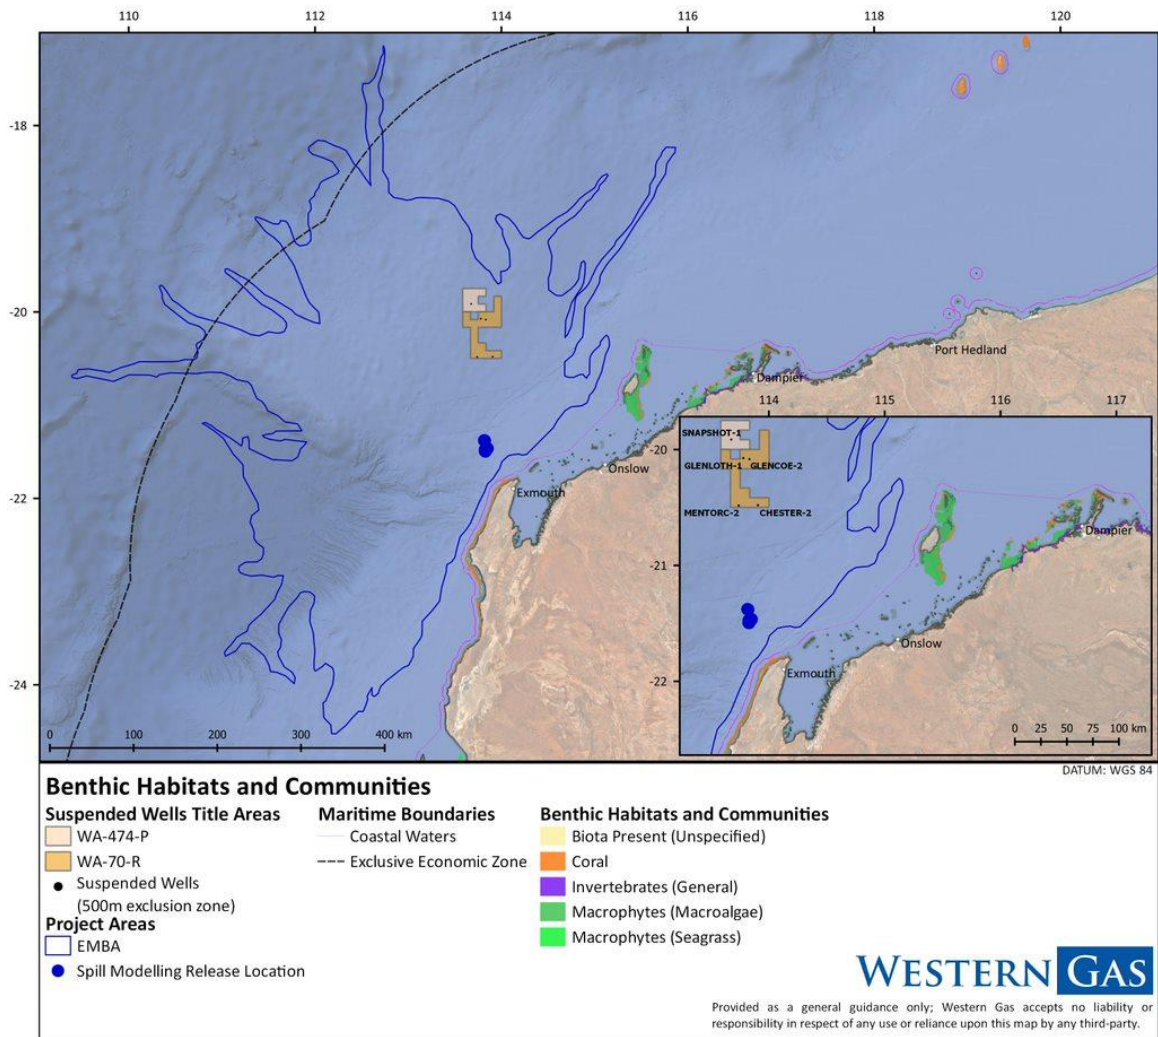 110 112 114 116 118 120
-18
-20
-22
-24
Port Hedland
Dampier
Onslow
Exmouth
0 100 200 300 400 km
114 115 116 117
-20
-21
-22
SNAPSHOT-1
GLENLOTH-1 GLENCOE-2
MENTORC-2 CHESTER-2
Dampier
Onslow
Exmouth
0 25 50 75 100 km
DATUM: WGS 84
Benthic Habitats and Communities
Suspended Wells Title Areas
WA-474-P
WA-70-R
Suspended Wells
(500m exclusion zone)
Project Areas
EMBA
Spill Modelling Release Location
Maritime Boundaries
Coastal Waters
Exclusive Economic Zone
Benthic Habitats and Communities
Biota Present (Unspecified)
Coral
Invertebrates (General)
Macrophytes (Macroalgae)
Macrophytes (Seagrass)
WESTERN GAS
Provided as a general guidance only; Western Gas accepts no liability or
responsibility in respect of any use or reliance upon this map by any third-party.